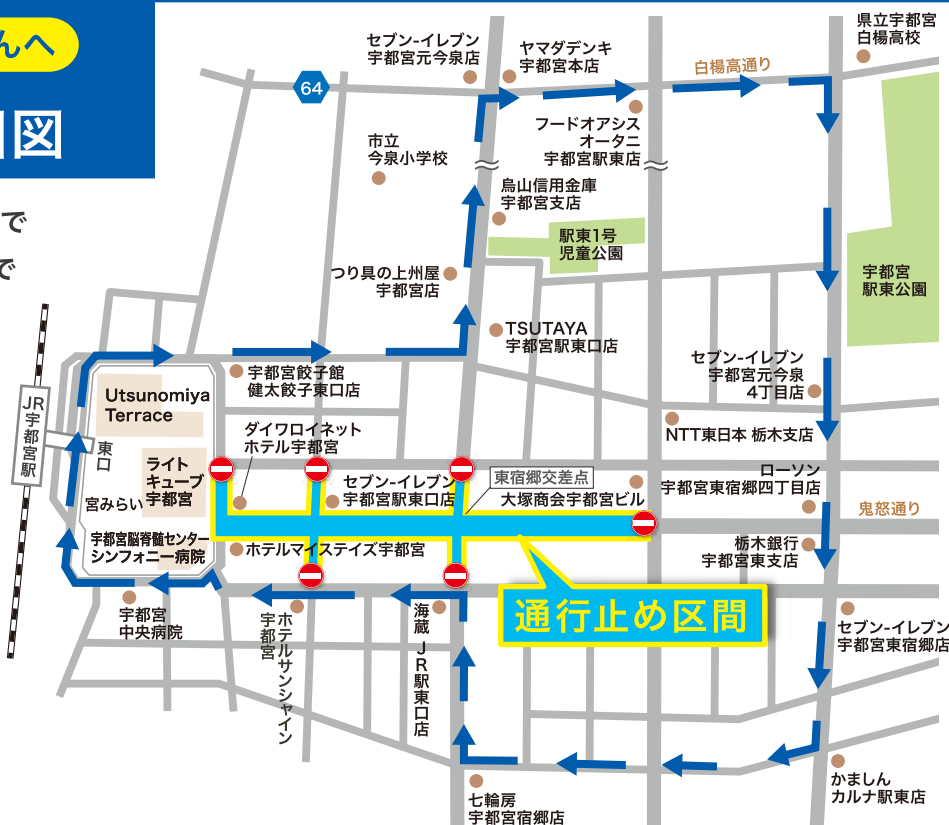 んへ
図
で
で
64
セブン-イレブン
宇都宮元今泉店
ヤマダデンキ
宇都宮本店
県立宇都宮
白楊高校
白楊高通り
フードオアシス
オータニ
宇都宮駅東店
市立
今泉小学校
烏山信用金庫
宇都宮支店
駅東1号
児童公園
宇都宮
駅東公園
つり具の上州屋
宇都宮店
TSUTAYA
宇都宮駅東口店
セブン-イレブン
宇都宮元今泉
4丁目店
宇都宮餃子館
健太餃子東口店
NTT東日本 栃木支店
JR宇都宮駅
東口
Utsunomiya
Terrace
ダイワロイネット
ホテル宇都宮
ライト
キューブ
宇都宮
宮みらい
セブン-イレブン
宇都宮駅東口店
東宿郷交差点
大塚商会宇都宮ビル
ローソン
宇都宮東宿郷四丁目店
鬼怒通り
宇都宮脳脊髄センター
シンフォニー病院
ホテルマイステイズ宇都宮
栃木銀行
宇都宮東支店
通行止め区間
宇都宮
中央病院
ホテルサンシャイン
宇都宮
海蔵 JR駅東口店
セブン-イレブン
宇都宮東宿郷店
七輪房
宇都宮宿郷店
かましん
カルナ駅東店